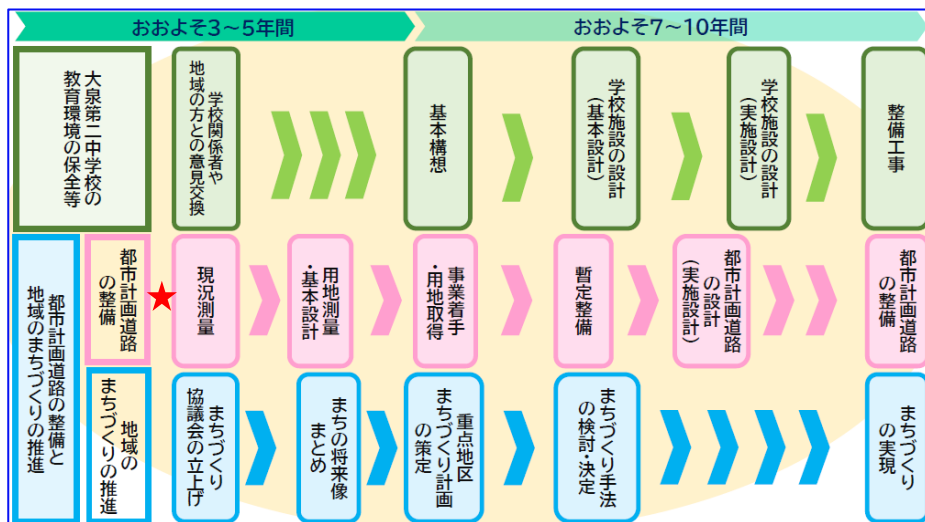 おおよそ3～5年間
おおよそ7～10年間
大泉第二中学校の
教育環境の保全等
学校関係者や
地域の方との意見交換
基本構想
学校施設の設計
（基本設計）
学校施設の設計
（実施設計）
整備工事
都市計画道路の整備と
地域のまちづくりの推進
都市計画道路
の整備
現況測量
用地測量
・基本設計
事業着手
・用地取得
暫定整備
都市計画道路
の設計
（実施設計）
都市計画道路
の整備
地域の
まちづくりの推進
まちづくり
協議会の立上げ
まちの将来像
まとめ
重点地区
まちづくり計画
の策定
まちづくり手法
の検討・決定
まちづくり
の実現